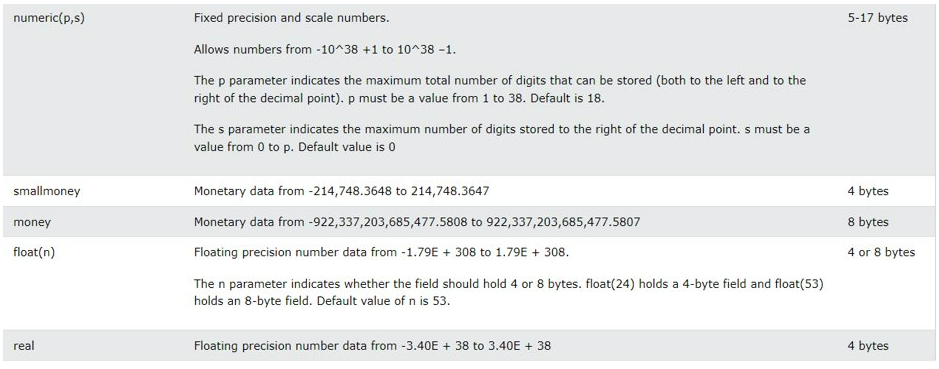 numeric(p,s) Fixed precision and scale numbers. 5-17 bytes
Allows numbers from -10^38 +1 to 10^38 –1.
The p parameter indicates the maximum total number of digits that can be stored (both to the left and to the
right of the decimal point). p must be a value from 1 to 38. Default is 18.
The s parameter indicates the maximum number of digits stored to the right of the decimal point. s must be a
value from 0 to p. Default value is 0
smallmoney Monetary data from -214,748.3648 to 214,748.3647 4 bytes
money Monetary data from -922,337,203,685,477.5808 to 922,337,203,685,477.5807 8 bytes
float(n) Floating precision number data from -1.79E + 308 to 1.79E + 308. 4 or 8 bytes
The n parameter indicates whether the field should hold 4 or 8 bytes. float(24) holds a 4-byte field and float(53)
holds an 8-byte field. Default value of n is 53.
real Floating precision number data from -3.40E + 38 to 3.40E + 38 4 bytes